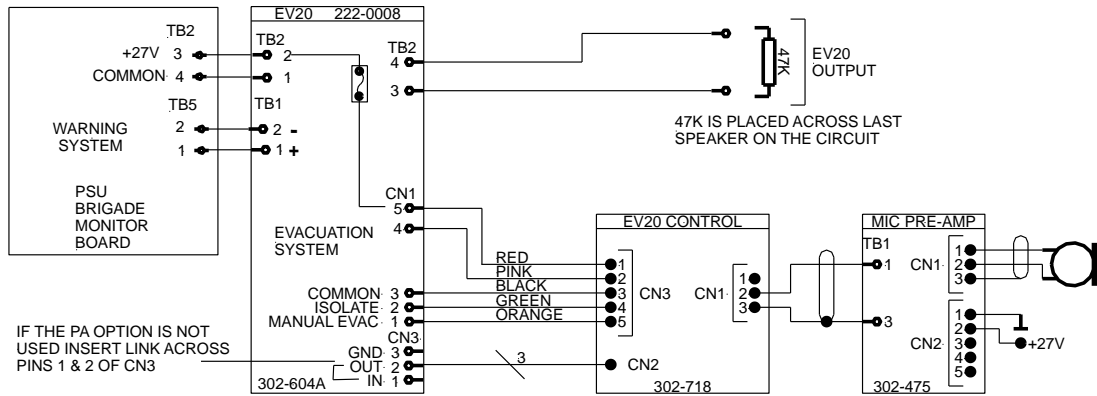 EV20 222-0008
TB2
+27V 3
COMMON 4
TB5
2
1
WARNING
SYSTEM
PSU
BRIGADE
MONITOR
BOARD
TB2
2
1
TB1
2 -
1 +
TB2
4
3
CN1
5
4
EVACUATION
SYSTEM
COMMON 3
ISOLATE 2
MANUAL EVAC 1
CN3
GND 3
OUT 2
IN 1
302-604A
IF THE PA OPTION IS NOT
USED INSERT LINK ACROSS
PINS 1 & 2 OF CN3
47K
EV20
OUTPUT
47K IS PLACED ACROSS LAST
SPEAKER ON THE CIRCUIT
RED
PINK
BLACK
GREEN
ORANGE
3
EV20 CONTROL
1
2
3
4
5
CN3
CN1
1
2
3
CN2
302-718
MIC PRE-AMP
TB1
1
3
CN1
1
2
3
CN2
1
2
3
4
5
+27V
302-475